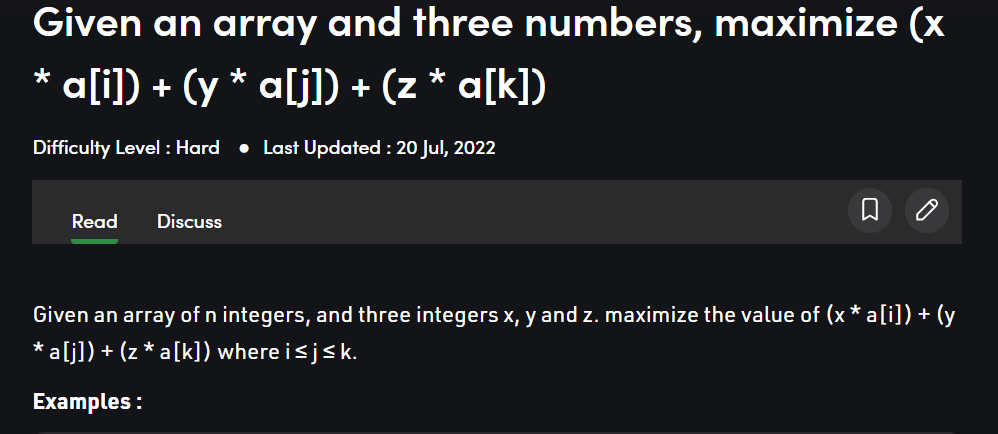 Given an array and three numbers, maximize (x
* a[i]) + (y * a[j]) + (z * a[k])
Difficulty Level : Hard ● Last Updated : 20 Jul, 2022
Read Discuss
Given an array of n integers, and three integers x, y and z. maximize the value of (x * a[i]) + (y
* a[j]) + (z * a[k]) where i ≤ j ≤ k.
Examples :